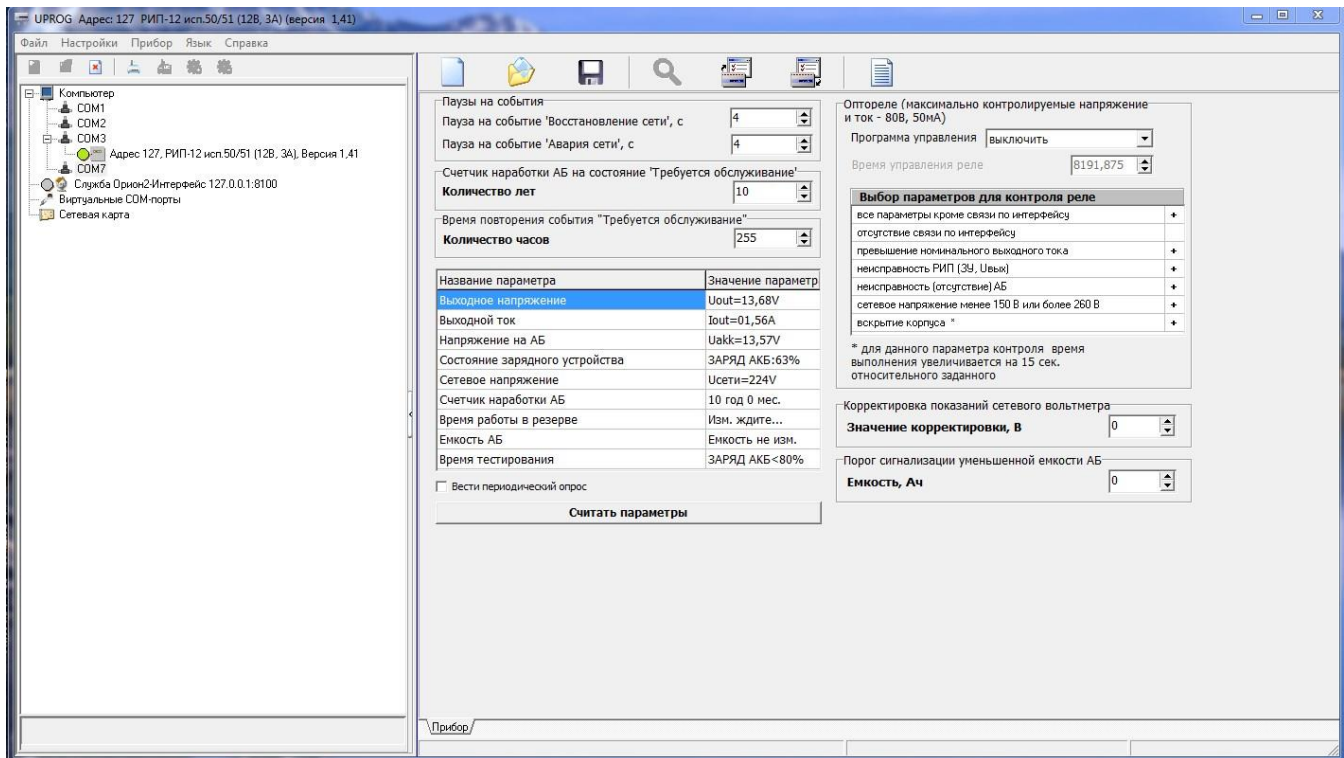 UPROG Адрес: 127 РИП-12 исп.50/51 (12В, 3А) (версия 1,41)
Файл Настройки Прибор Язык Справка
Компьютер
COM1
COM2
COM3
Адрес 127, РИП-12 исп.50/51 (12В, 3А), Версия 1,41
COM7
Служба Орион2-Интерфейс 127.0.0.1:8100
Виртуальные COM-порты
Сетевая карта
Паузы на события
Пауза на событие 'Восстановление сети', с 4
Пауза на событие 'Авария сети', с 4
Счетчик наработки АБ на состояние 'Требуется обслуживание'
Количество лет 10
Время повторения события "Требуется обслуживание"
Количество часов 255
Название параметра Значение параметр
Выходное напряжение Uout=13,68V
Выходной ток Iout=01,56A
Напряжение на АБ Uakk=13,57V
Состояние зарядного устройства ЗАРЯД АКБ:63%
Сетевое напряжение Uсети=224V
Счетчик наработки АБ 10 год 0 мес.
Время работы в резерве Изм. ждите...
Емкость АБ Емкость не изм.
Время тестирования ЗАРЯД АКБ<80%
Вести периодический опрос
Считать параметры
Оптореле (максимально контролируемые напряжение
и ток - 80В, 50мА)
Программа управления выключить
Время управления реле 8191,875
Выбор параметров для контроля реле
все параметры кроме связи по интерфейсу +
отсутствие связи по интерфейсу
превышение номинального выходного тока +
неисправность РИП (ЗУ, Uвых) +
неисправность (отсутствие) АБ +
сетевое напряжение менее 150 В или более 260 В +
вскрытие корпуса * +
* для данного параметра контроля время
выполнения увеличивается на 15 сек.
относительного заданного
Корректировка показаний сетевого вольтметра
Значение корректировки, В 0
Порог сигнализации уменьшенной емкости АБ
Емкость, Ач 0
Прибор